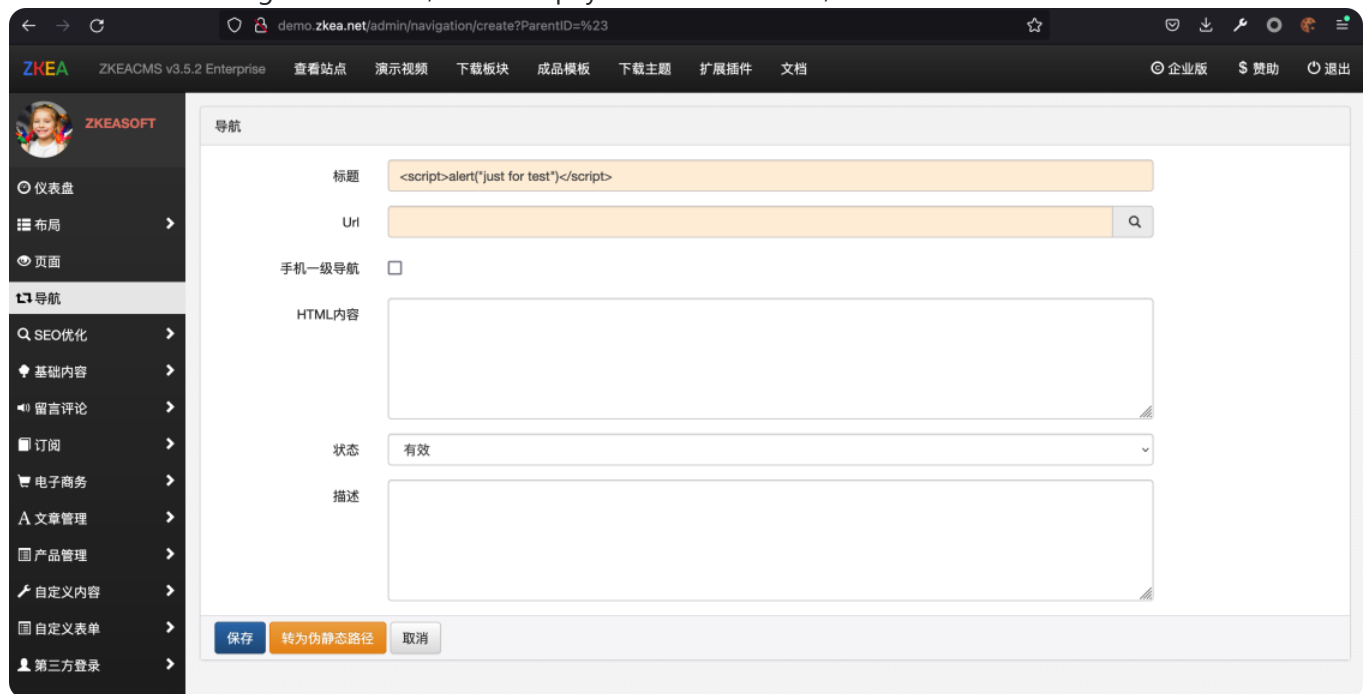 demo.zkea.net/admin/navigation/create?ParentID=%23
ZKEA ZKEACMS v3.5.2 Enterprise 查看站点 演示视频 下载板块 成品模板 下载主题 扩展插件 文档 企业版 $ 赞助 退出
ZKEASOFT
导航
标题 <script>alert("just for test")</script>
仪表盘
布局
Url
页面
手机一级导航
导航
HTML内容
SEO优化
基础内容
留言评论
订阅
状态 有效
电子商务
描述
A 文章管理
产品管理
自定义内容
自定义表单
保存 转为伪静态路径 取消
第三方登录